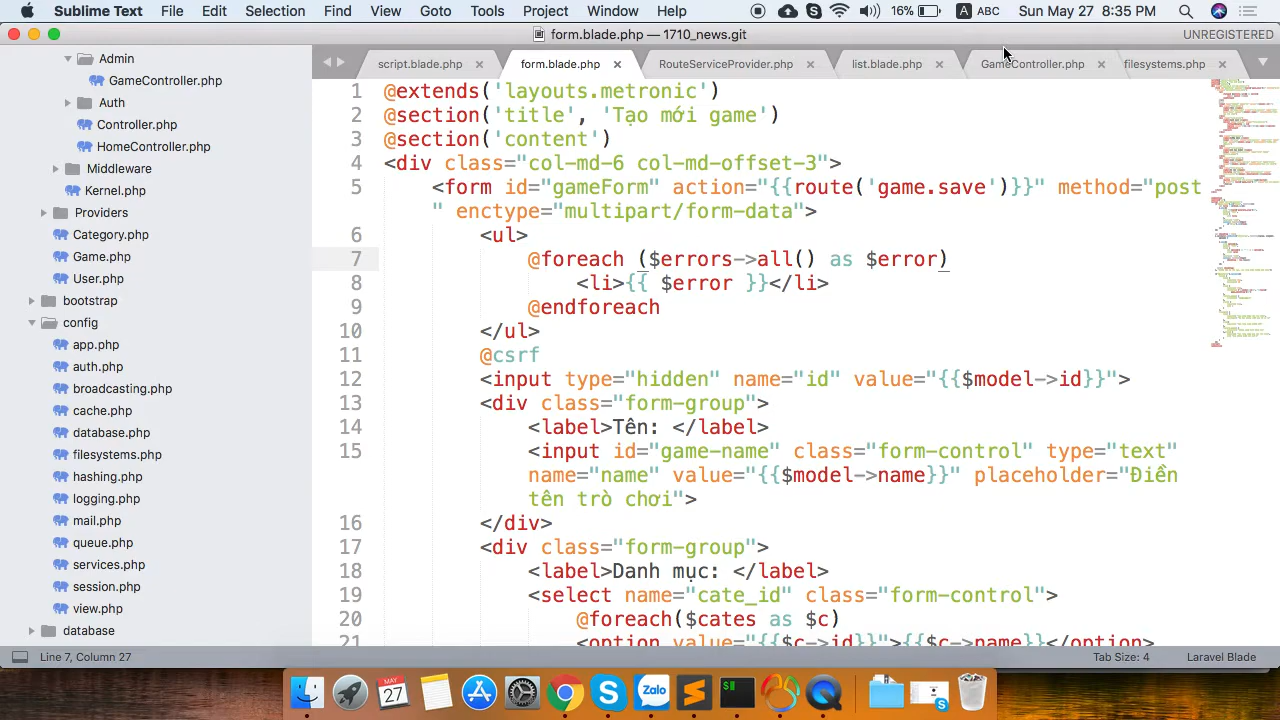 Sublime Text File Edit Selection Find View Goto Tools Project Window Help 16% A ABC Sun May 27 8:35 PM
form.blade.php — 1710_news.git UNREGISTERED
script.blade.php form.blade.php RouteServiceProvider.php list.blade.php GameController.php filesystems.php
Admin
GameController.php
Auth
Controller.php
HomeController.php
Middleware
Kernel.php
Providers
Category.php
Game.php
User.php
bootstrap
config
app.php
auth.php
broadcasting.php
cache.php
database.php
filesystems.php
hashing.php
logging.php
mail.php
queue.php
services.php
session.php
view.php
database
1 @extends('layouts.metronic')
2 @section('title', 'Tạo mới game')
3 @section('content')
4 <div class="col-md-6 col-md-offset-3">
5 <form id="gameForm" action="{{route('game.save')}}" method="post
" enctype="multipart/form-data">
6 <ul>
7 @foreach ($errors->all() as $error)
8 <li>{{ $error }}</li>
9 @endforeach
10 </ul>
11 @csrf
12 <input type="hidden" name="id" value="{{$model->id}}">
13 <div class="form-group">
14 <label>Tên: </label>
15 <input id="game-name" class="form-control" type="text"
name="name" value="{{$model->name}}" placeholder="Điền
tên trò chơi">
16 </div>
17 <div class="form-group">
18 <label>Danh mục: </label>
19 <select name="cate_id" class="form-control">
20 @foreach($cates as $c)
21 <option value="{{$c->id}}">{{$c->name}}</option>
Line 7, Column 27 Tab Size: 4 Laravel Blade
MAY
27
Zalo